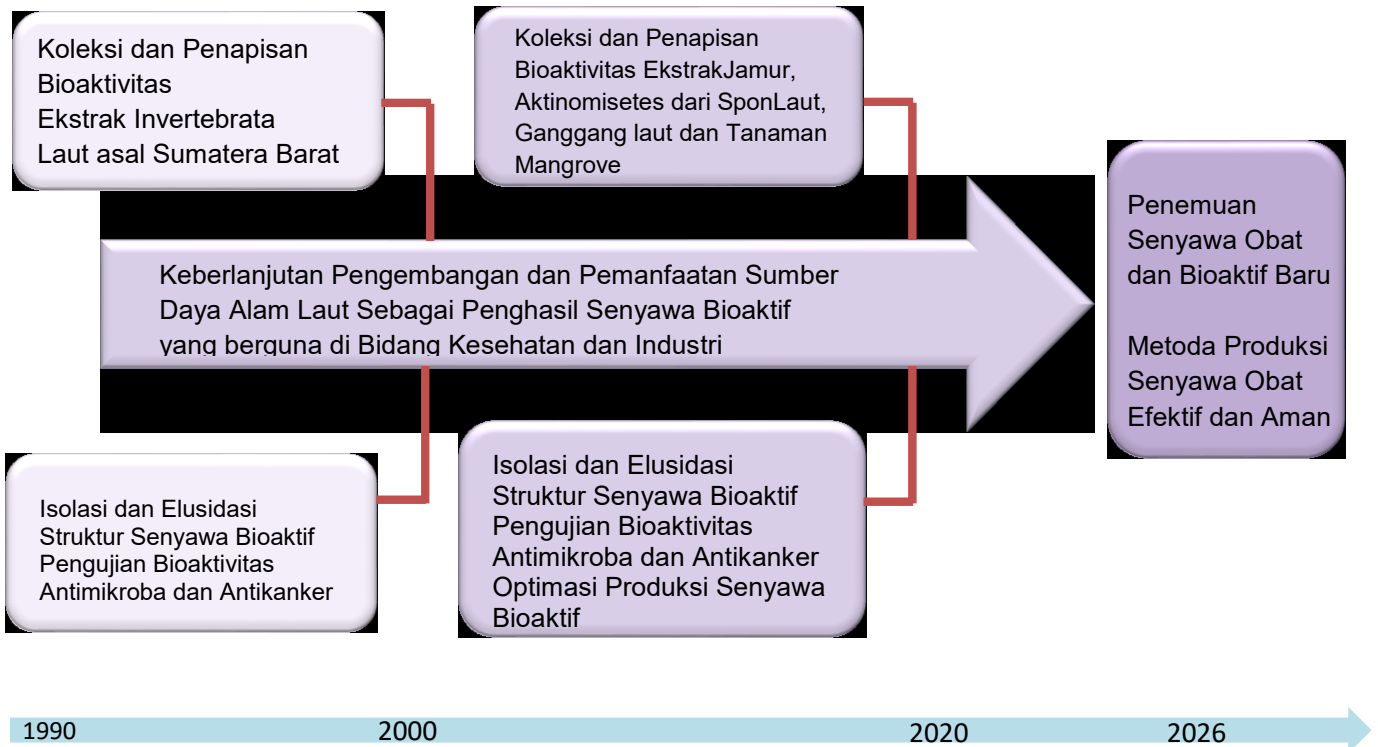 Koleksi dan Penapisan
Bioaktivitas
Ekstrak Invertebrata
Laut asal Sumatera Barat
Koleksi dan Penapisan
Bioaktivitas EkstrakJamur,
Aktinomisetes dari SponLaut,
Ganggang laut dan Tanaman
Mangrove
Keberlanjutan Pengembangan dan Pemanfaatan Sumber
Daya Alam Laut Sebagai Penghasil Senyawa Bioaktif
yang berguna di Bidang Kesehatan dan Industri
Penemuan
Senyawa Obat
dan Bioaktif Baru
Metoda Produksi
Senyawa Obat
Efektif dan Aman
Isolasi dan Elusidasi
Struktur Senyawa Bioaktif
Pengujian Bioaktivitas
Antimikroba dan Antikanker
Isolasi dan Elusidasi
Struktur Senyawa Bioaktif
Pengujian Bioaktivitas
Antimikroba dan Antikanker
Optimasi Produksi Senyawa
Bioaktif
1990 2000 2020 2026